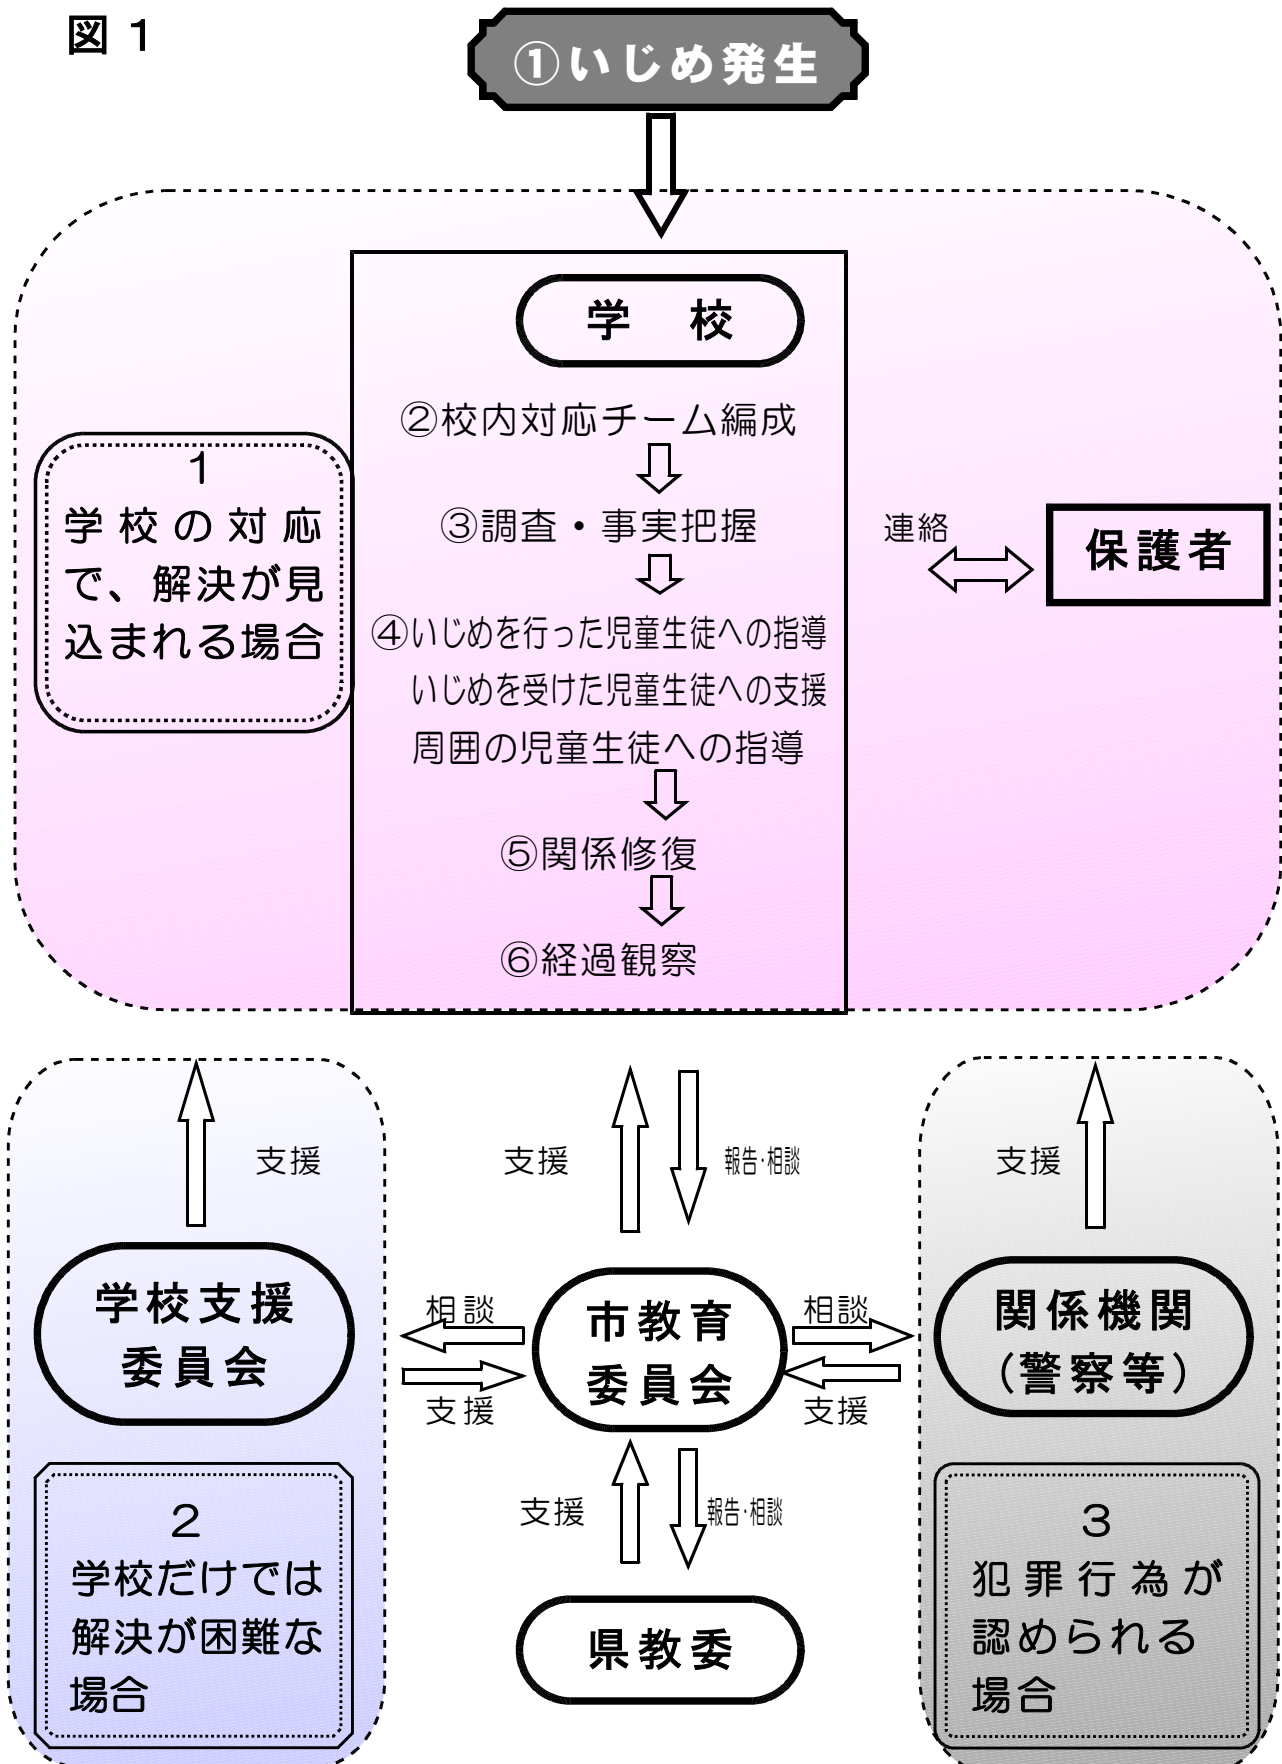 図 1
①いじめ発生
学 校
②校内対応チーム編成
③調査・事実把握
④いじめを行った児童生徒への指導
いじめを受けた児童生徒への支援
周囲の児童生徒への指導
⑤関係修復
⑥経過観察
1
学校の対応
で、解決が見
込まれる場合
連絡
保護者
支援
支援
報告・相談
支援
学校支援
委員会
相談
支援
市教育
委員会
相談
支援
関係機関
(警察等)
2
学校だけでは
解決が困難な
場合
支援
報告・相談
県教委
3
犯罪行為が
認められる
場合